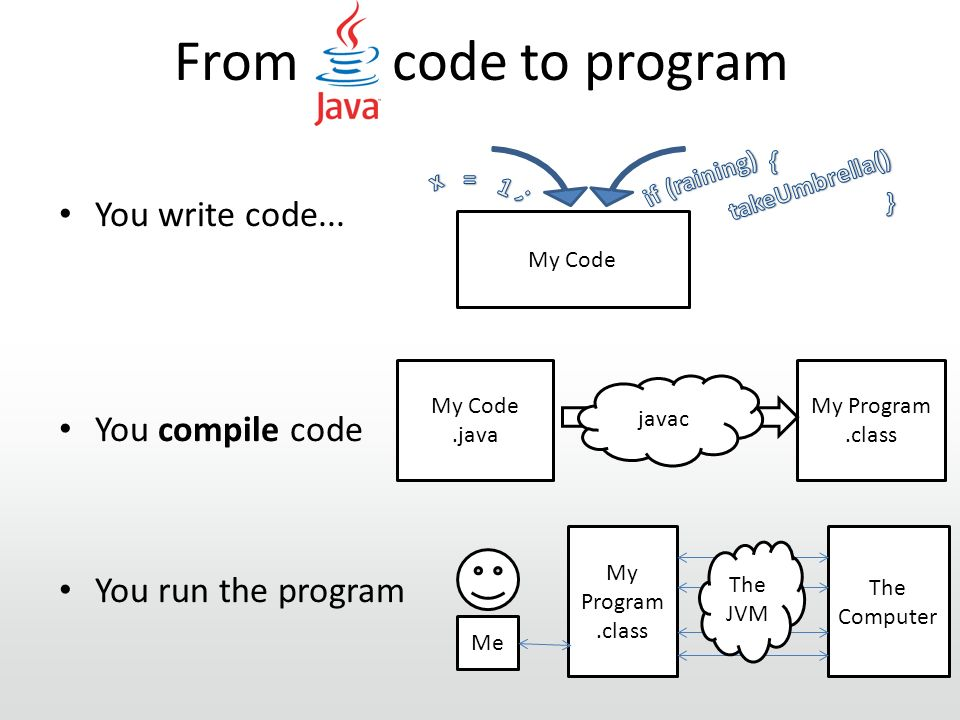 From Java code to program
x = 1 ;
if (raining) {
takeUmbrella()
}
• You write code...
My Code
• You compile code
My Code
.java
javac
My Program
.class
• You run the program
Me
My
Program
.class
The
JVM
The
Computer